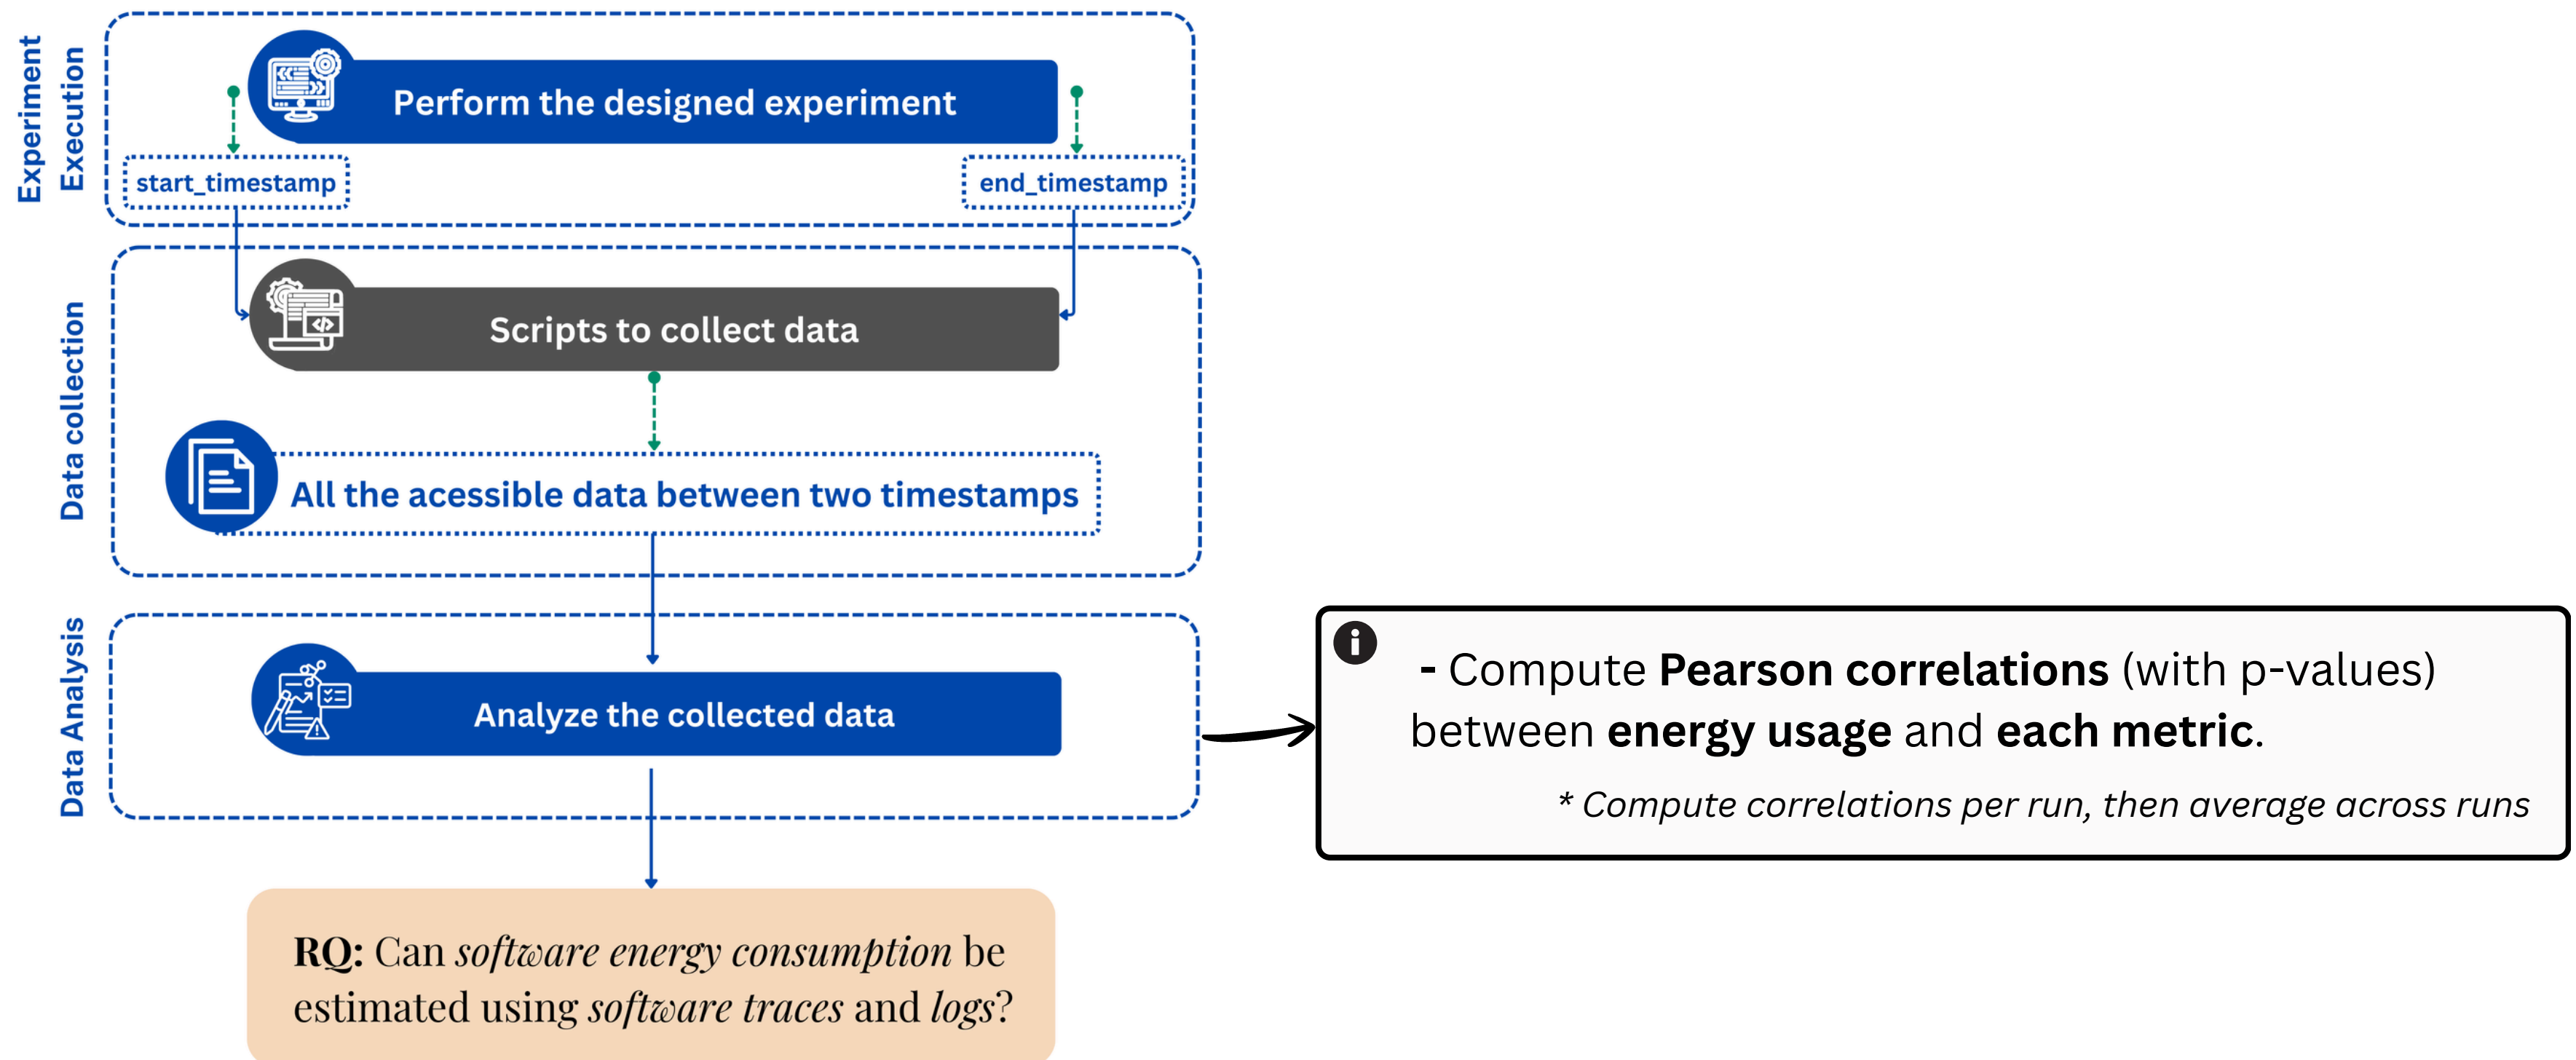 Experiment
Execution
Perform the designed experiment
start_timestamp
end_timestamp
Data collection
Scripts to collect data
All the acessible data between two timestamps
Data Analysis
Analyze the collected data
- Compute Pearson correlations (with p-values)
between energy usage and each metric.
* Compute correlations per run, then average across runs
RQ: Can software energy consumption be
estimated using software traces and logs?